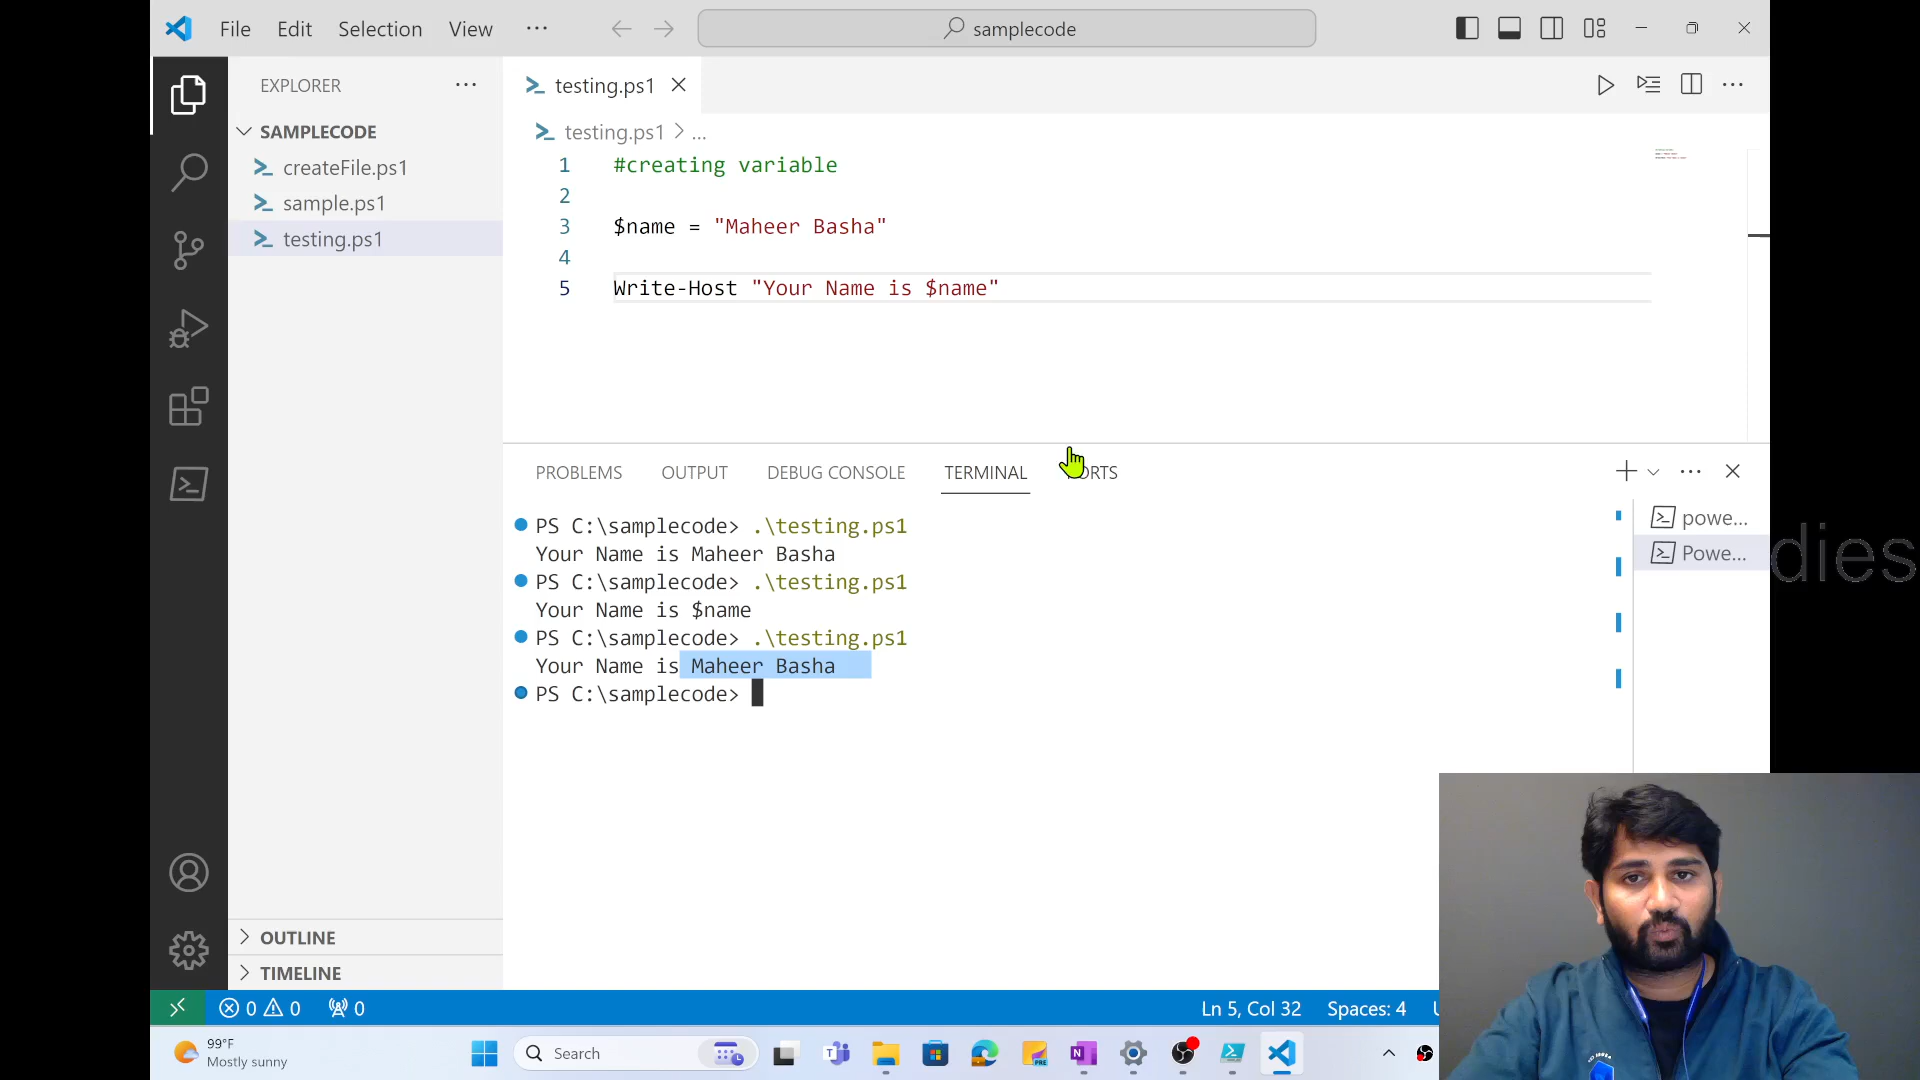 File Edit Selection View ···
samplecode
EXPLORER ···
SAMPLECODE
createFile.ps1
sample.ps1
testing.ps1
OUTLINE
TIMELINE
testing.ps1
testing.ps1 > ...
1 #creating variable
2
3 $name = "Maheer Basha"
4
5 Write-Host "Your Name is $name"
PROBLEMS OUTPUT DEBUG CONSOLE TERMINAL
PS C:\samplecode> .\testing.ps1
Your Name is Maheer Basha
PS C:\samplecode> .\testing.ps1
Your Name is $name
PS C:\samplecode> .\testing.ps1
Your Name is Maheer Basha
PS C:\samplecode>
powe...
Powe...
dies
0 0 0
Ln 5, Col 32 Spaces: 4
99°F
Mostly sunny
Search